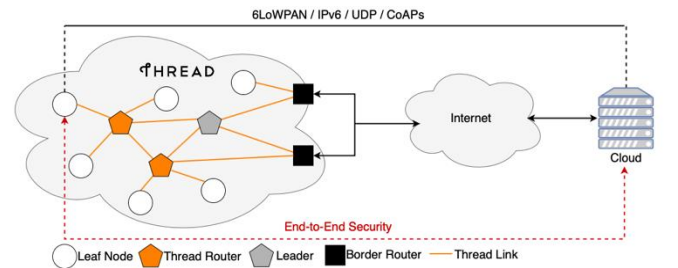 6LoWPAN / IPv6 / UDP / CoAPs
THREAD
Internet
Cloud
End-to-End Security
Leaf Node
Thread Router
Leader
Border Router
Thread Link